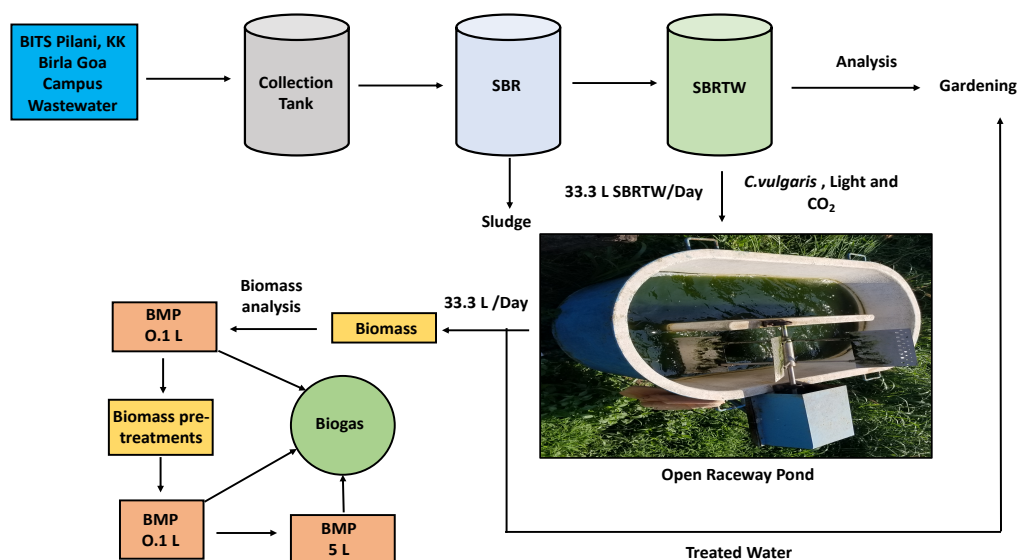 BITS Pilani, KK
Birla Goa
Campus
Wastewater
Collection
Tank
SBR
SBRTW
Analysis
Gardening
Sludge
33.3 L SBRTW/Day
C.vulgaris , Light and
CO₂
Biomass
analysis
33.3 L /Day
BMP
O.1 L
Biomass
Biomass pre-
treatments
Biogas
Open Raceway Pond
BMP
O.1 L
BMP
5 L
Treated Water